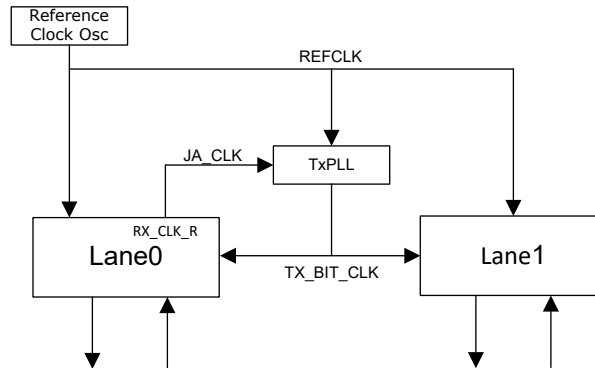 Reference
Clock Osc
REFCLK
JA_CLK
TxPLL
RX_CLK_R
Lane0
TX_BIT_CLK
Lane1